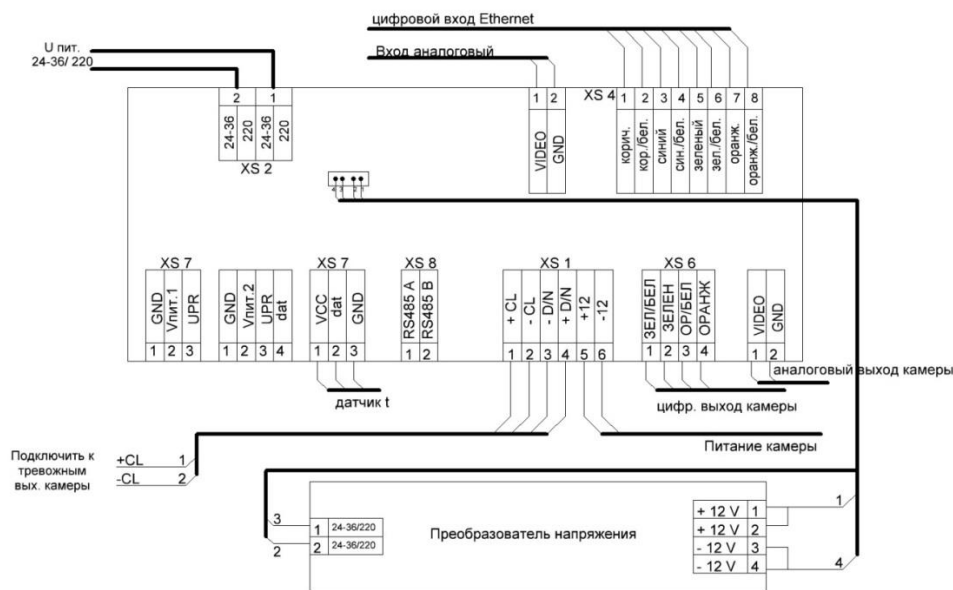 цифровой вход Ethernet
U пит.
24-36/ 220
Вход аналоговый
2 1
24-36 220 24-36 220
XS 2
1 2
VIDEO GND
XS 4 1 2 3 4 5 6 7 8
корич. кор./бел. синий син./бел. зеленый зел./бел. оранж. оранж./бел.
4 3 2 1
XS 7
GND Vпит.1 UPR
1 2 3
GND Vпит.2 UPR dat
1 2 3 4
XS 7
VCC dat GND
1 2 3
датчик t
XS 8
RS485 A RS485 B
1 2
XS 1
+ CL - CL - D/N + D/N +12 -12
1 2 3 4 5 6
XS 6
ЗЕЛ/БЕЛ ЗЕЛЕН ОР/БЕЛ ОРАНЖ
1 2 3 4
VIDEO GND
1 2
аналоговый выход камеры
цифр. выход камеры
Питание камеры
Подключить к
тревожным
вых. камеры
+CL 1
-CL 2
3
1 24-36/220
2
2 24-36/220
Преобразователь напряжения
+ 12 V 1
+ 12 V 2
- 12 V 3
- 12 V 4
1
4